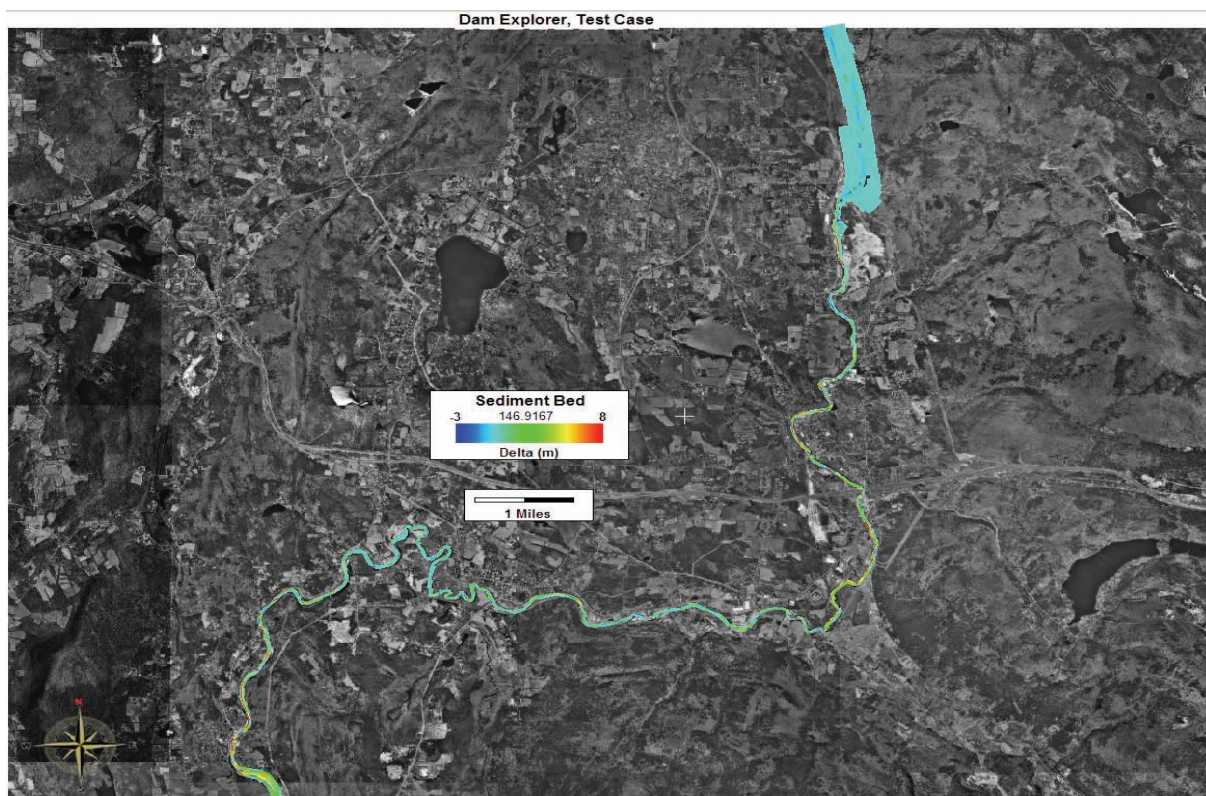 Dam Explorer, Test Case
Sediment Bed
-3 146.9167 8
Delta (m)
1 Miles
N